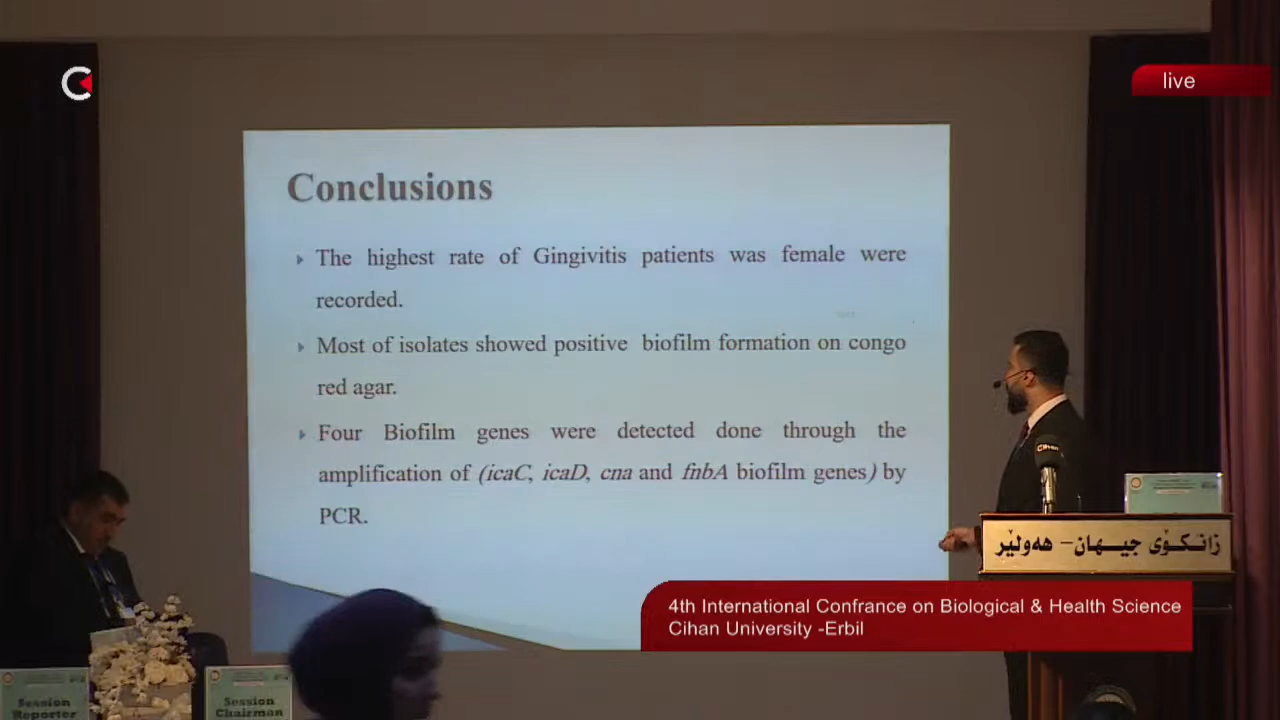 live
Conclusions
The highest rate of Gingivitis patients was female were
recorded.
Most of isolates showed positive biofilm formation on congo
red agar.
Four Biofilm genes were detected done through the
amplification of (icaC, icaD, cna and fnbA biofilm genes) by
PCR.
Cihan
زانكۆی جیهان - هەولێر
4th International Confrance on Biological & Health Science
Cihan University -Erbil
Session
Reporter
Session
Chairman